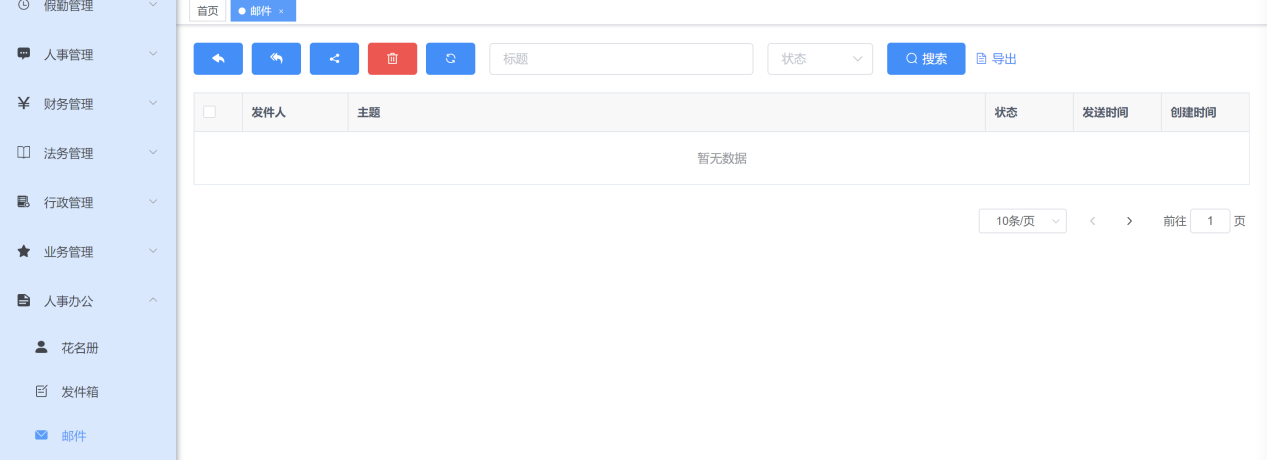 假勤管理
人事管理
财务管理
法务管理
行政管理
业务管理
人事办公
花名册
发件箱
邮件
首页 邮件 ×
标题 状态 搜索 导出
发件人 主题 状态 发送时间 创建时间
暂无数据
10条/页 前往 1 页